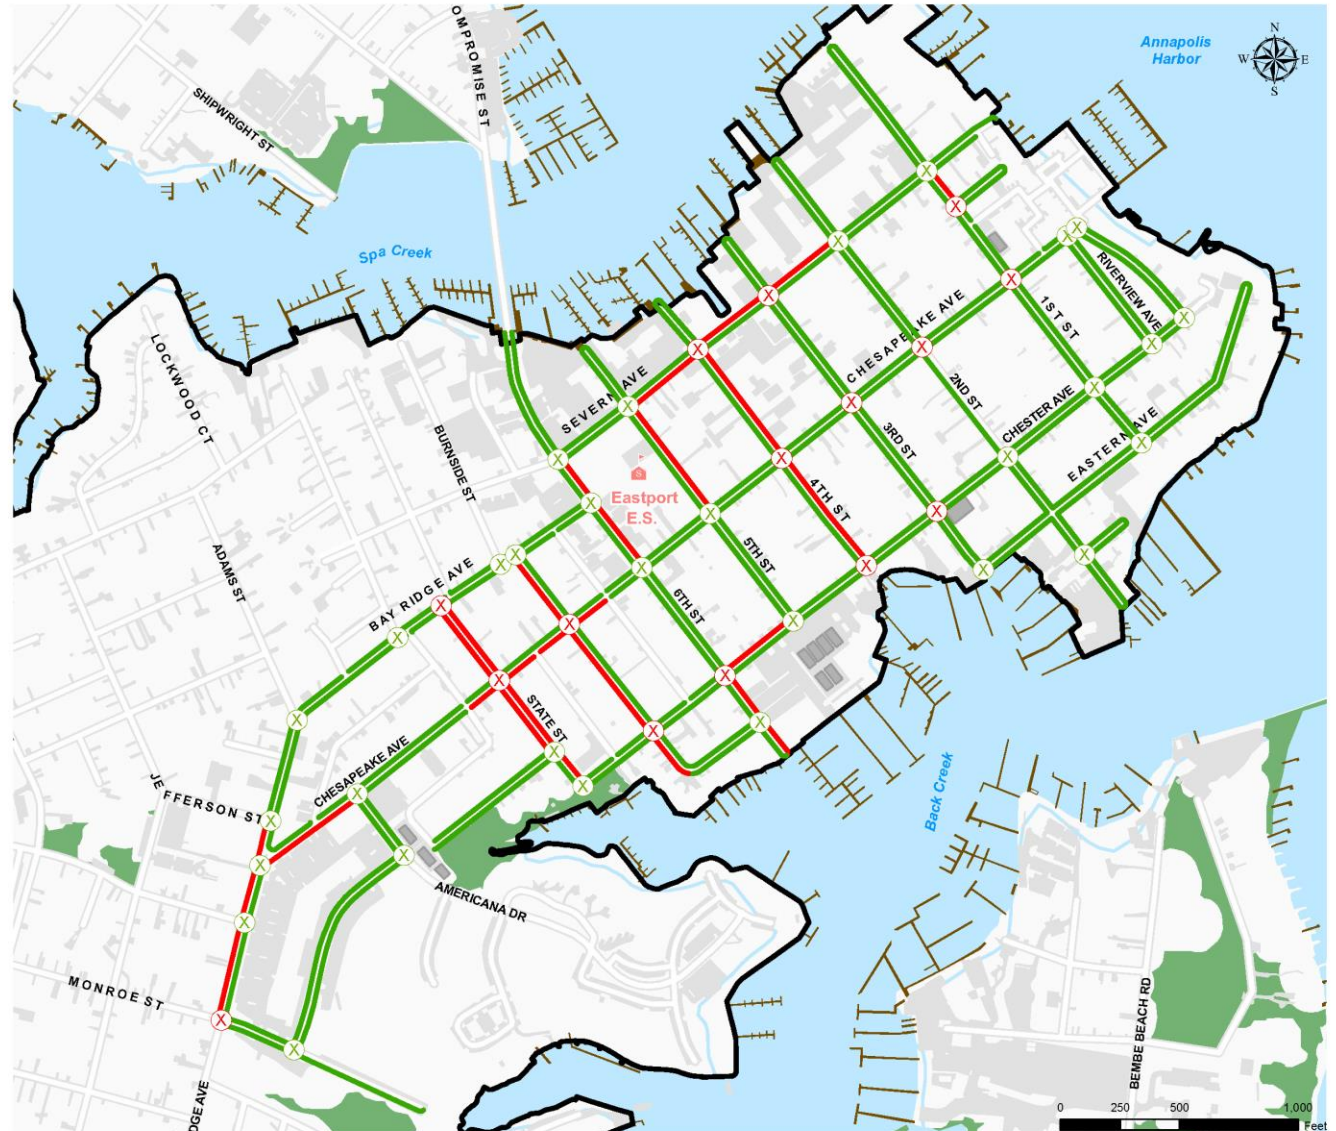 OMPROMISE ST
Annapolis
Harbor
N
W
E
S
SHIPWRIGHT ST
Spa Creek
LOCKWOOD CT
BURNSIDE ST
ADAMS ST
SEVERN AVE
CHESAPEAKE AVE
RIVERVIEW AVE
1ST ST
2ND ST
CHESTER AVE
EASTERN AVE
3RD ST
4TH ST
S
Eastport
E.S.
5TH ST
6TH ST
BAY RIDGE AVE
STATE ST
CHESAPEAKE AVE
JEFFERSON ST
AMERICANA DR
MONROE ST
DGE AVE
Back Creek
BEMBE BEACH RD
0 250 500 1,000
Feet